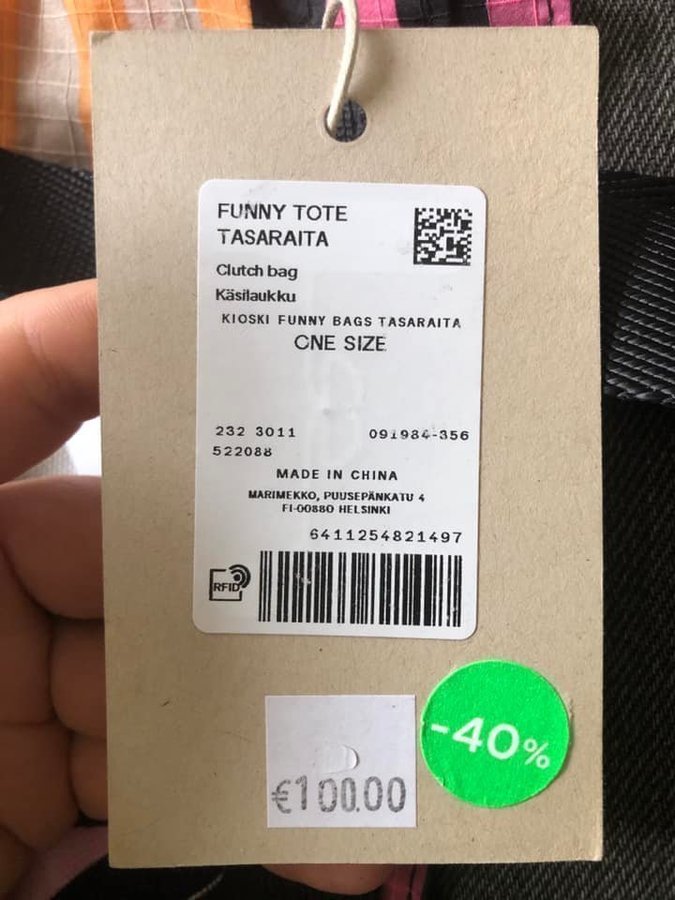 FUNNY TOTE
TASARAITA
Clutch bag
Käsilaukku
KIOSKI FUNNY BAGS TASARAITA
ONE SIZE
232 3011 091984-356
522088
MADE IN CHINA
MARIMEKKO, PUUSEPÄNKATU 4
FI-00880 HELSINKI
6411254821497
RFID
-40%
€100.00